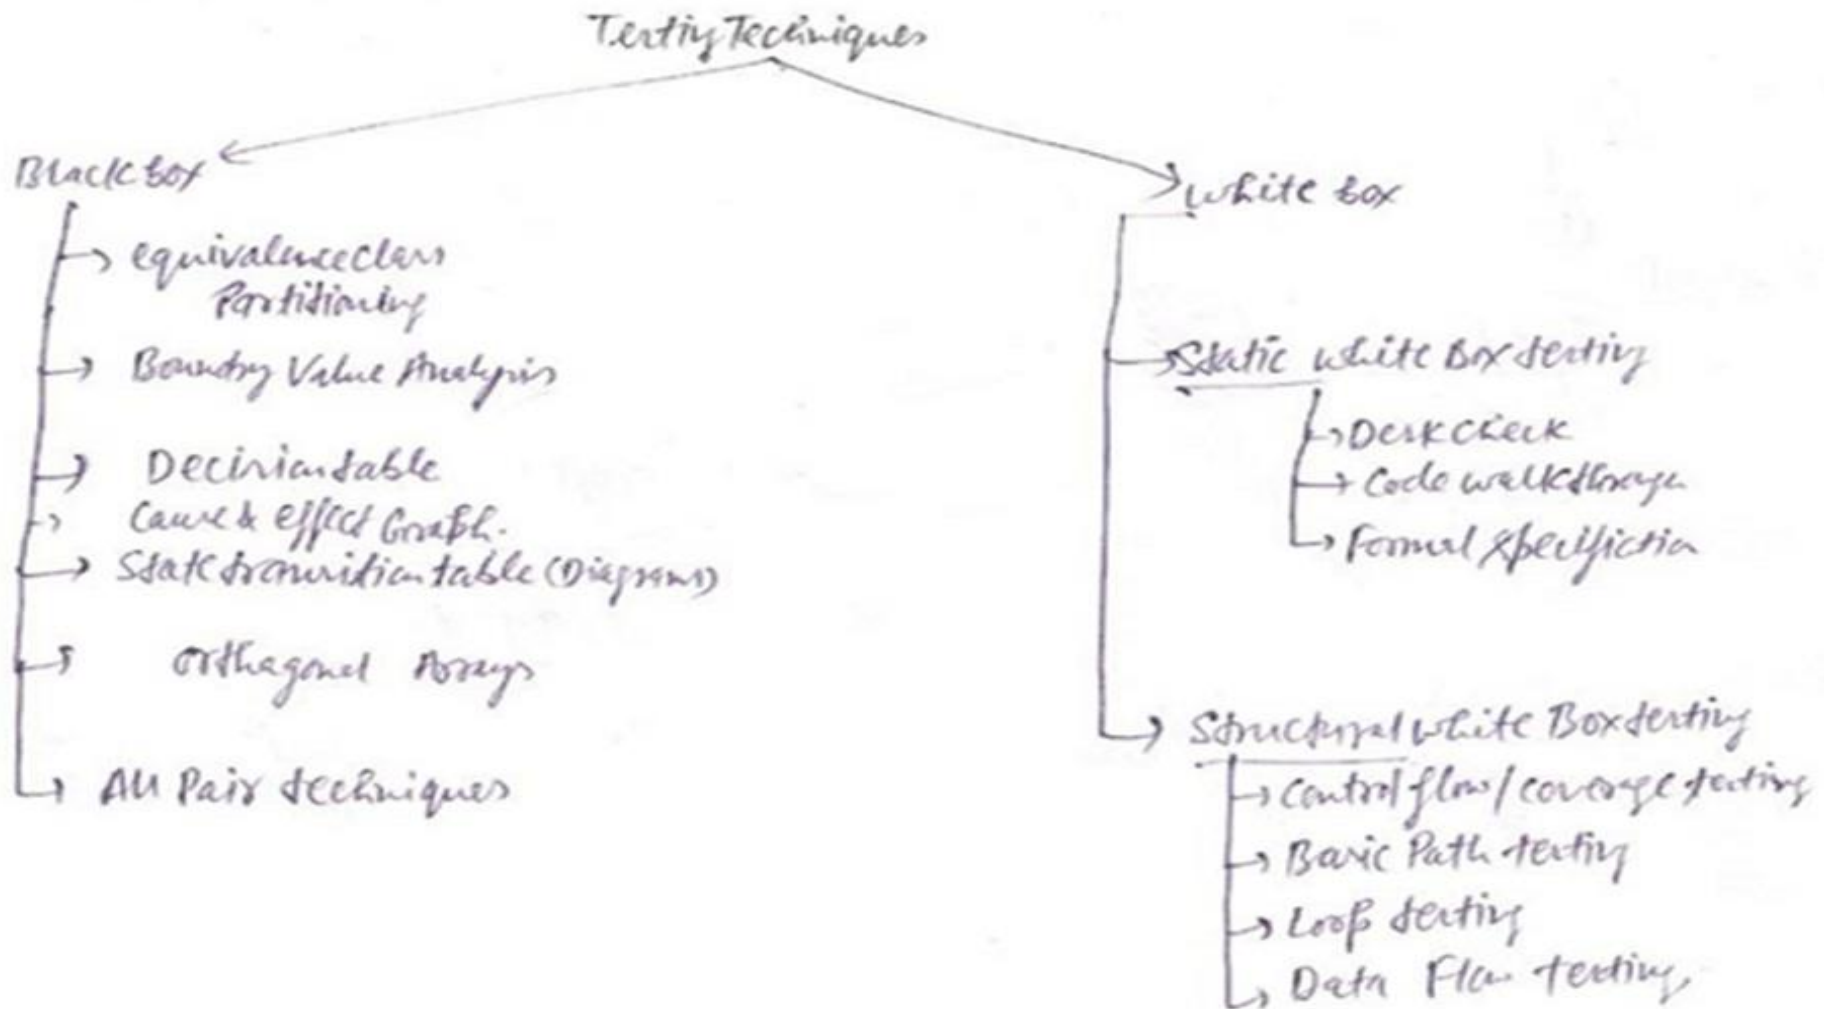 Testing Techniques
Black box
equivalence class
Partitioning
Boundry Value Analysis
Decision table
Cause & effect Graph.
State transition table (Diagrams)
Orthagonal Arrays
All Pair techniques
White box
Static white Box testing
Desk check
Code walkthrough
Formal
Structural white Box testing
Control flow/coverage testing
Basic Path testing
Loop testing
Data Flow testing